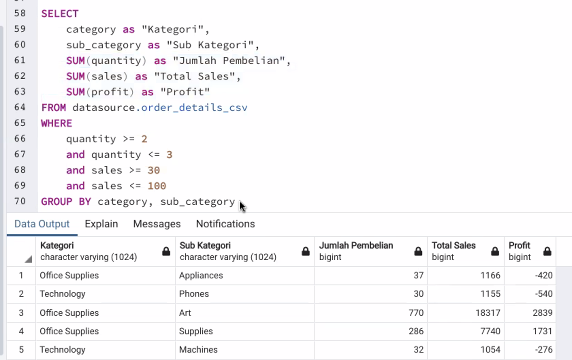 58 SELECT
59 category as "Kategori",
60 sub_category as "Sub Kategori",
61 SUM(quantity) as "Jumlah Pembelian",
62 SUM(sales) as "Total Sales",
63 SUM(profit) as "Profit"
64 FROM datasource.order_details_csv
65 WHERE
66 quantity >= 2
67 and quantity <= 3
68 and sales >= 30
69 and sales <= 100
70 GROUP BY category, sub_category
Data Output Explain Messages Notifications
Kategori Sub Kategori Jumlah Pembelian Total Sales Profit
character varying (1024) character varying (1024) bigint bigint bigint
1 Office Supplies Appliances 37 1166 -420
2 Technology Phones 30 1155 -540
3 Office Supplies Art 770 18317 2839
4 Office Supplies Supplies 286 7740 1731
5 Technology Machines 32 1054 -276